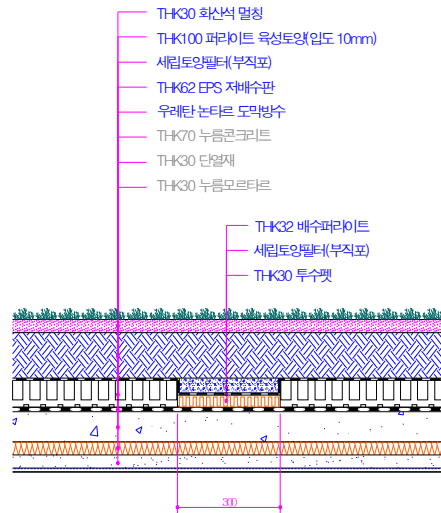 THK30 화산석 멀칭
THK100 퍼라이트 육성토양(입도 10mm)
세립토양필터(부직포)
THK62 EPS 저배수판
우레탄 논타르 도막방수
THK70 누름콘크리트
THK30 단열재
THK30 누름모르타르
THK32 배수퍼라이트
세립토양필터(부직포)
THK30 투수펫
300